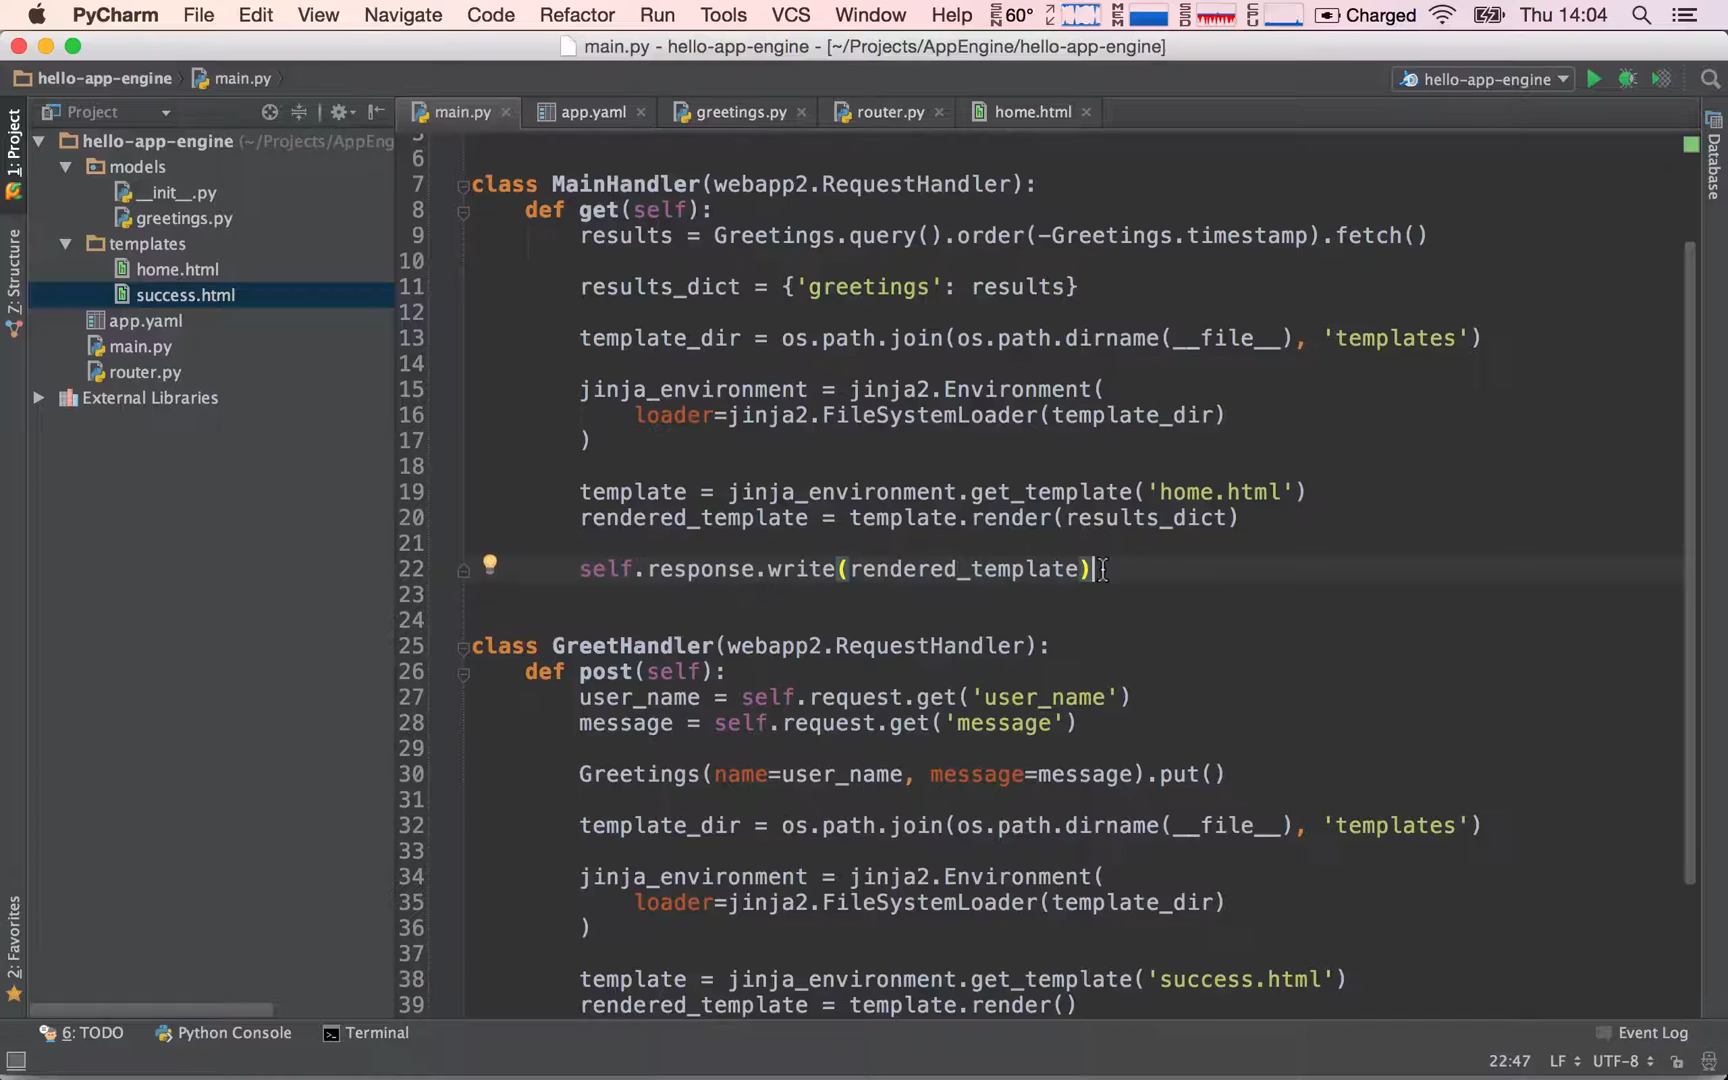 PyCharm File Edit View Navigate Code Refactor Run Tools VCS Window Help SEN 60° MEM SSD CPU Charged Thu 14:04
main.py - hello-app-engine - [~/Projects/AppEngine/hello-app-engine]
hello-app-engine main.py hello-app-engine
Project main.py app.yaml greetings.py router.py home.html
1: Project
Z: Structure
2: Favorites
Database
hello-app-engine (~/Projects/AppEng
models
__init__.py
greetings.py
templates
home.html
success.html
app.yaml
main.py
router.py
External Libraries
5
6
7 class MainHandler(webapp2.RequestHandler):
8 def get(self):
9 results = Greetings.query().order(-Greetings.timestamp).fetch()
10
11 results_dict = {'greetings': results}
12
13 template_dir = os.path.join(os.path.dirname(__file__), 'templates')
14
15 jinja_environment = jinja2.Environment(
16 loader=jinja2.FileSystemLoader(template_dir)
17 )
18
19 template = jinja_environment.get_template('home.html')
20 rendered_template = template.render(results_dict)
21
22 self.response.write(rendered_template)
23
24
25 class GreetHandler(webapp2.RequestHandler):
26 def post(self):
27 user_name = self.request.get('user_name')
28 message = self.request.get('message')
29
30 Greetings(name=user_name, message=message).put()
31
32 template_dir = os.path.join(os.path.dirname(__file__), 'templates')
33
34 jinja_environment = jinja2.Environment(
35 loader=jinja2.FileSystemLoader(template_dir)
36 )
37
38 template = jinja_environment.get_template('success.html')
39 rendered_template = template.render()
6: TODO Python Console Terminal Event Log
22:47 LF UTF-8